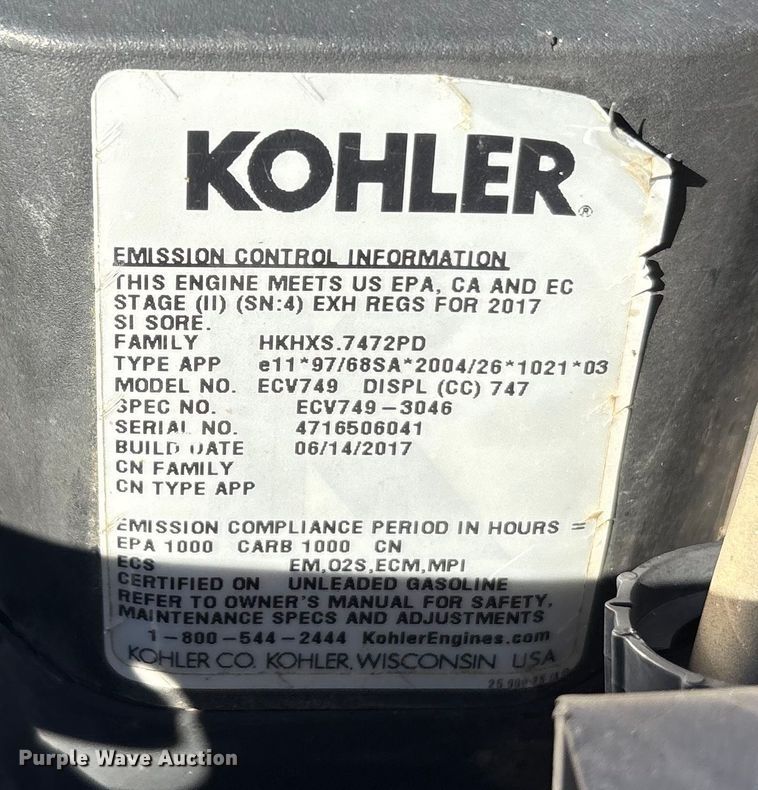 KOHLER®
EMISSION CONTROL INFORMATION
THIS ENGINE MEETS US EPA, CA AND EC
STAGE (II) (SN:4) EXH REGS FOR 2017
SI SORE.
FAMILY HKHXS.7472PD
TYPE APP e11*97/68SA*2004/26*1021*03
MODEL NO. ECV749 DISPL (CC) 747
SPEC NO. ECV749-3046
SERIAL NO. 4716506041
BUILD DATE 06/14/2017
CN FAMILY
CN TYPE APP
EMISSION COMPLIANCE PERIOD IN HOURS =
EPA 1000 CARB 1000 CN
ECS EM,O2S,ECM,MPI
CERTIFIED ON UNLEADED GASOLINE
REFER TO OWNER'S MANUAL FOR SAFETY,
MAINTENANCE SPECS AND ADJUSTMENTS
1-800-544-2444 KohlerEngines.com
KOHLER CO. KOHLER, WISCONSIN USA
Purple Wave Auction